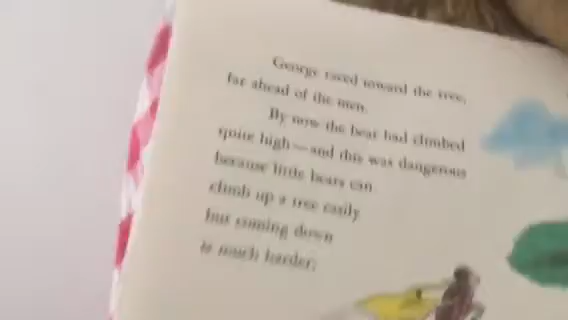 George raced toward the tree,
far ahead of the men.
By now the bear had climbed
quite high—and this was dangerous
because little bears can
climb up a tree easily
but coming down
is much harder.